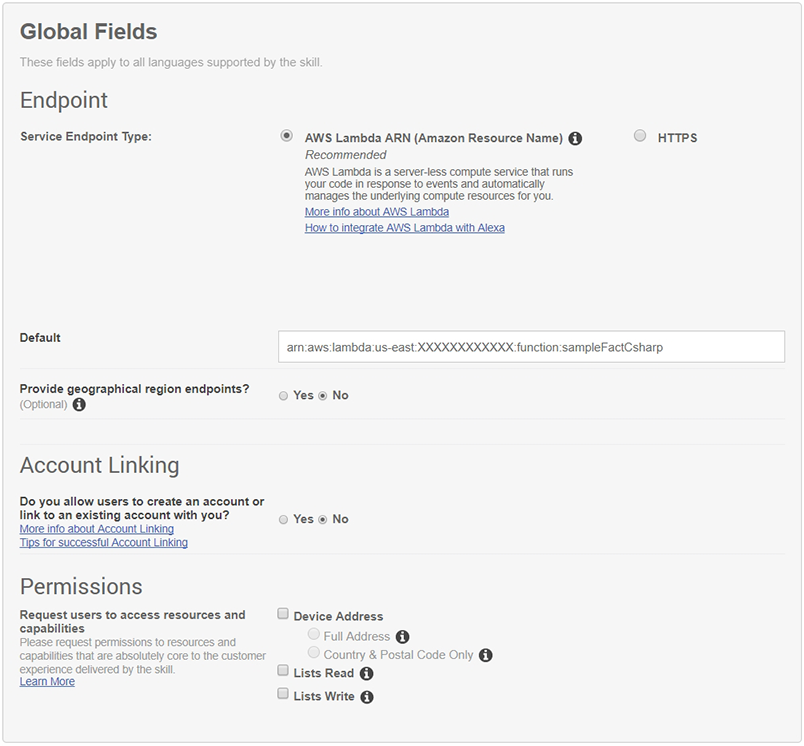 Global Fields
These fields apply to all languages supported by the skill.
Endpoint
Service Endpoint Type:
AWS Lambda ARN (Amazon Resource Name)
HTTPS
Recommended
AWS Lambda is a server-less compute service that runs
your code in response to events and automatically
manages the underlying compute resources for you.
More info about AWS Lambda
How to integrate AWS Lambda with Alexa
Default
arn:aws:lambda:us-east:XXXXXXXXXXXX:function:sampleFactCsharp
Provide geographical region endpoints?
(Optional)
Yes No
Account Linking
Do you allow users to create an account or
link to an existing account with you?
Yes No
More info about Account Linking
Tips for successful Account Linking
Permissions
Request users to access resources and
capabilities
Please request permissions to resources and
capabilities that are absolutely core to the customer
experience delivered by the skill.
Learn More
Device Address
Full Address
Country & Postal Code Only
Lists Read
Lists Write